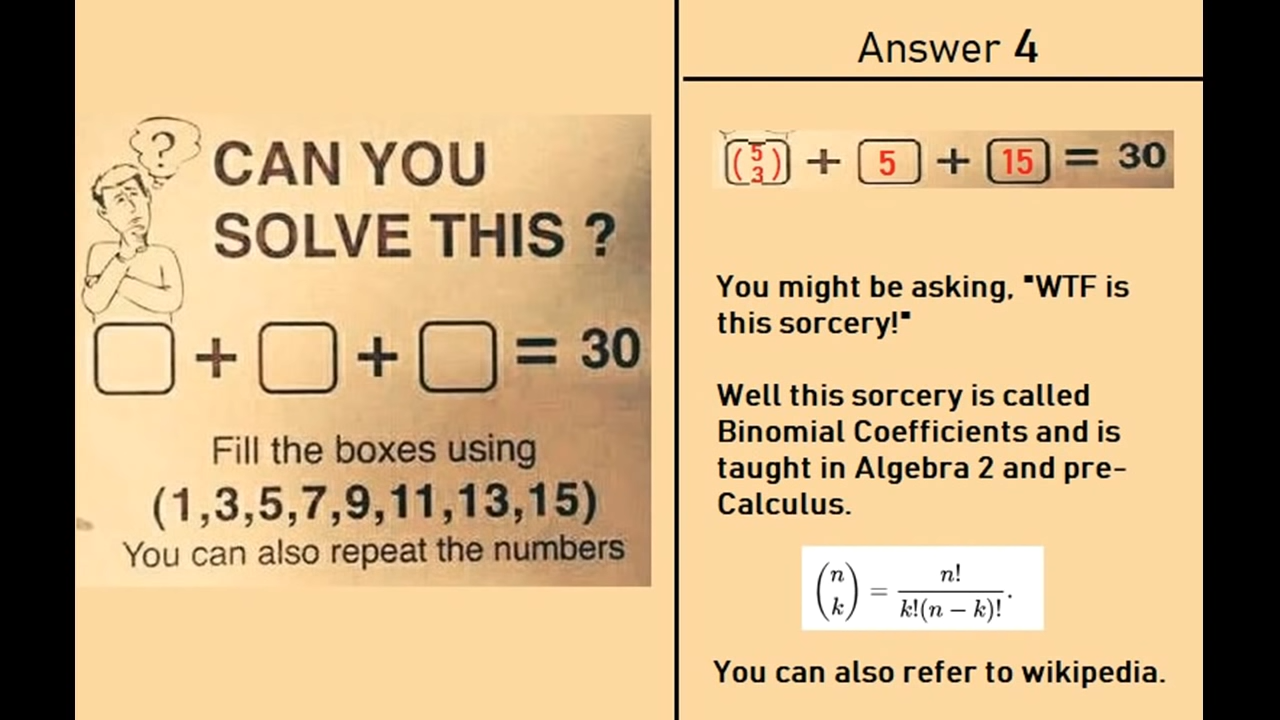 ?
CAN YOU
SOLVE THIS ?
□ + □ + □ = 30
Fill the boxes using
(1,3,5,7,9,11,13,15)
You can also repeat the numbers
Answer 4
(5 3) + 5 + 15 = 30
You might be asking, "WTF is
this sorcery!"
Well this sorcery is called
Binomial Coefficients and is
taught in Algebra 2 and pre-
Calculus.
(n k) = n! / k!(n − k)! .
You can also refer to wikipedia.